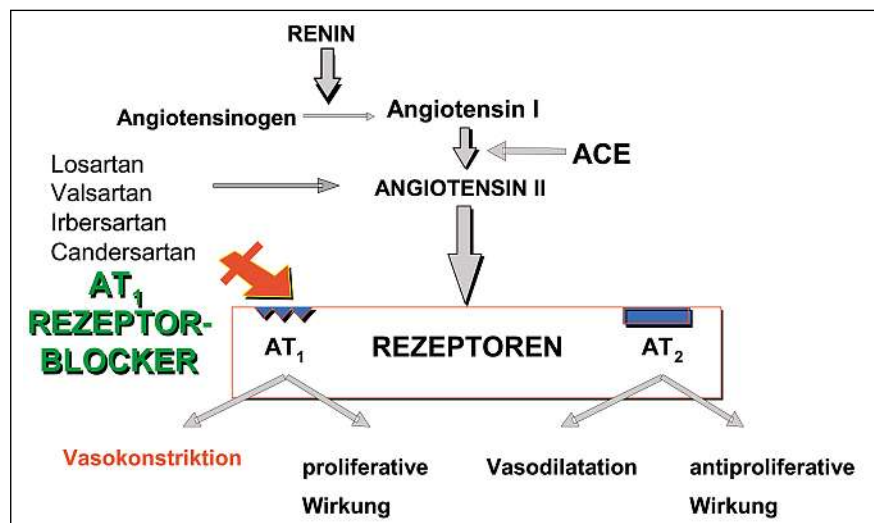 RENIN
Angiotensinogen
Angiotensin I
ACE
Losartan
Valsartan
Irbersartan
Candersartan
ANGIOTENSIN II
AT₁
REZEPTOR-
BLOCKER
AT₁
REZEPTOREN
AT₂
Vasokonstriktion
proliferative
Wirkung
Vasodilatation
antiproliferative
Wirkung